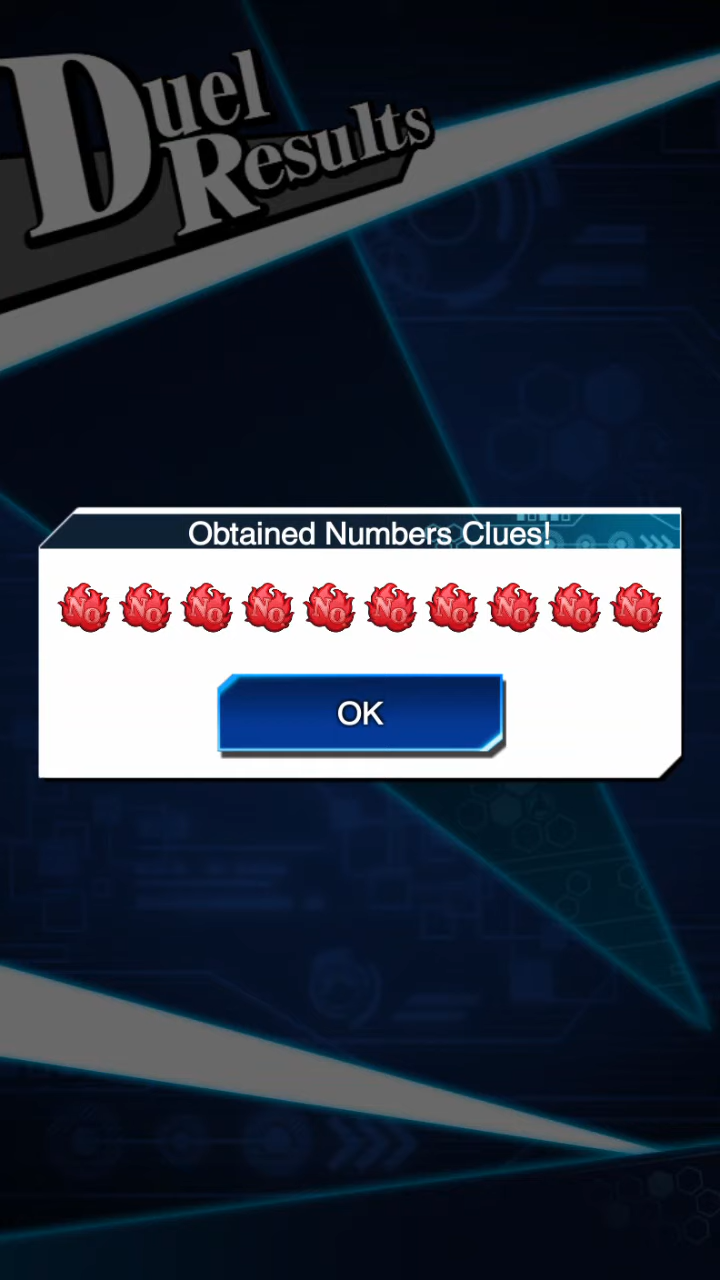 Duel
Results
Obtained Numbers Clues!
No No No No No No No No No No
OK